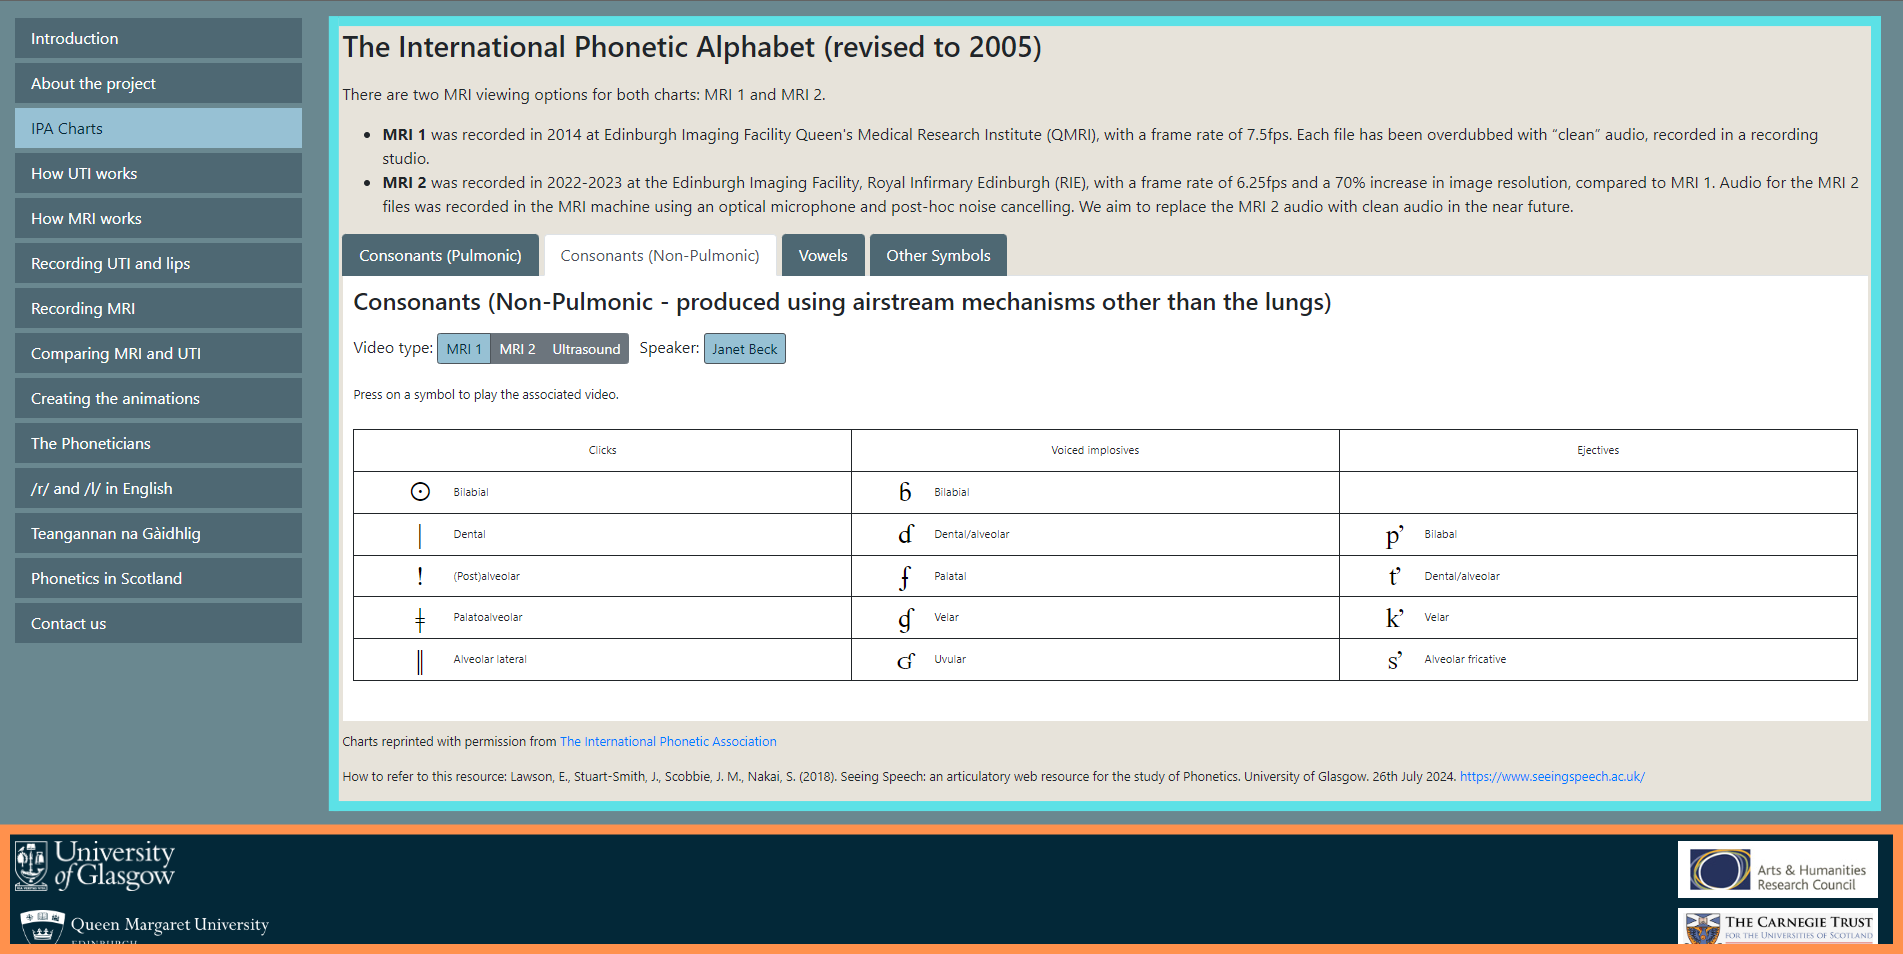 Introduction
About the project
IPA Charts
How UTI works
How MRI works
Recording UTI and lips
Recording MRI
Comparing MRI and UTI
Creating the animations
The Phoneticians
/r/ and /l/ in English
Teangannan na Gàidhlig
Phonetics in Scotland
Contact us
The International Phonetic Alphabet (revised to 2005)
There are two MRI viewing options for both charts: MRI 1 and MRI 2.
• MRI 1 was recorded in 2014 at Edinburgh Imaging Facility Queen's Medical Research Institute (QMRI), with a frame rate of 7.5fps. Each file has been overdubbed with “clean” audio, recorded in a recording
studio.
• MRI 2 was recorded in 2022-2023 at the Edinburgh Imaging Facility, Royal Infirmary Edinburgh (RIE), with a frame rate of 6.25fps and a 70% increase in image resolution, compared to MRI 1. Audio for the MRI 2
files was recorded in the MRI machine using an optical microphone and post-hoc noise cancelling. We aim to replace the MRI 2 audio with clean audio in the near future.
Consonants (Pulmonic) Consonants (Non-Pulmonic) Vowels Other Symbols
Consonants (Non-Pulmonic - produced using airstream mechanisms other than the lungs)
Video type: MRI 1 MRI 2 Ultrasound Speaker: Janet Beck
Press on a symbol to play the associated video.
Clicks Voiced implosives Ejectives
ʘ Bilabial ɓ Bilabial
ǀ Dental ɗ Dental/alveolar pʼ Bilabal
ǃ (Post)alveolar ʄ Palatal tʼ Dental/alveolar
ǂ Palatoalveolar ɠ Velar kʼ Velar
ǁ Alveolar lateral ʛ Uvular sʼ Alveolar fricative
Charts reprinted with permission from The International Phonetic Association
How to refer to this resource: Lawson, E., Stuart-Smith, J., Scobbie, J. M., Nakai, S. (2018). Seeing Speech: an articulatory web resource for the study of Phonetics. University of Glasgow. 26th July 2024. https://www.seeingspeech.ac.uk/
University
of Glasgow
Queen Margaret University
EDINBURGH
Arts & Humanities
Research Council
THE CARNEGIE TRUST
FOR THE UNIVERSITIES OF SCOTLAND